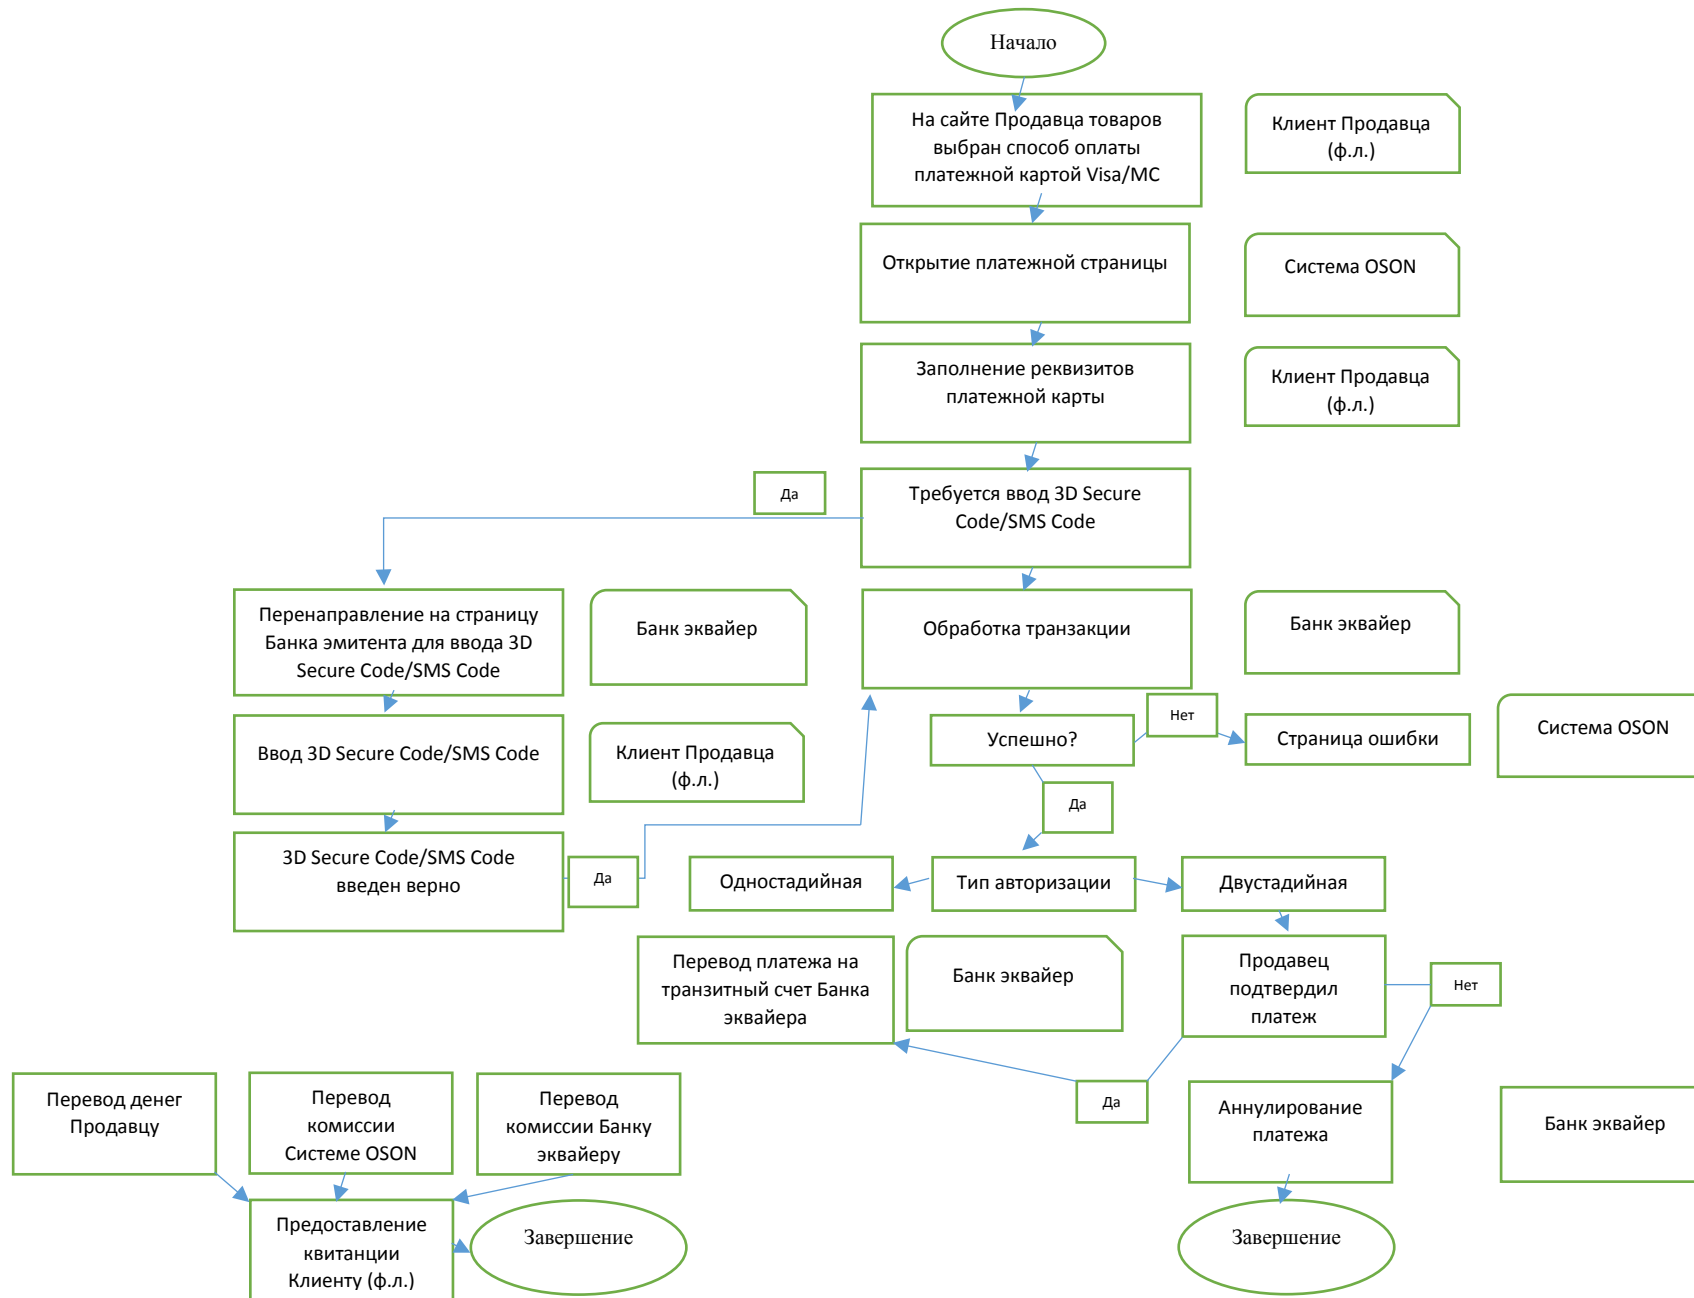 Начало
На сайте Продавца товаров
выбран способ оплаты
платежной картой Visa/MC
Клиент Продавца
(ф.л.)
Открытие платежной страницы
Система OSON
Заполнение реквизитов
платежной карты
Клиент Продавца
(ф.л.)
Да
Требуется ввод 3D Secure
Code/SMS Code
Перенаправление на страницу
Банка эмитента для ввода 3D
Secure Code/SMS Code
Банк эквайер
Обработка транзакции
Банк эквайер
Ввод 3D Secure Code/SMS Code
Клиент Продавца
(ф.л.)
Успешно?
Нет
Страница ошибки
Система OSON
Да
3D Secure Code/SMS Code
введен верно
Да
Одностадийная
Тип авторизации
Двустадийная
Перевод платежа на
транзитный счет Банка
эквайера
Банк эквайер
Продавец
подтвердил
платеж
Нет
Да
Перевод денег
Продавцу
Перевод
комиссии
Системе OSON
Перевод
комиссии Банку
эквайеру
Аннулирование
платежа
Банк эквайер
Предоставление
квитанции
Клиенту (ф.л.)
Завершение
Завершение